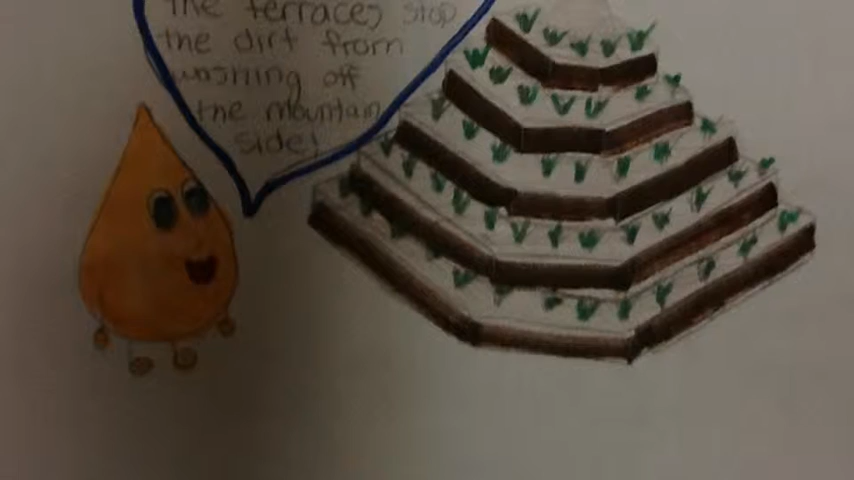 the terraces stop
the dirt from
washing off
the mountain
side!